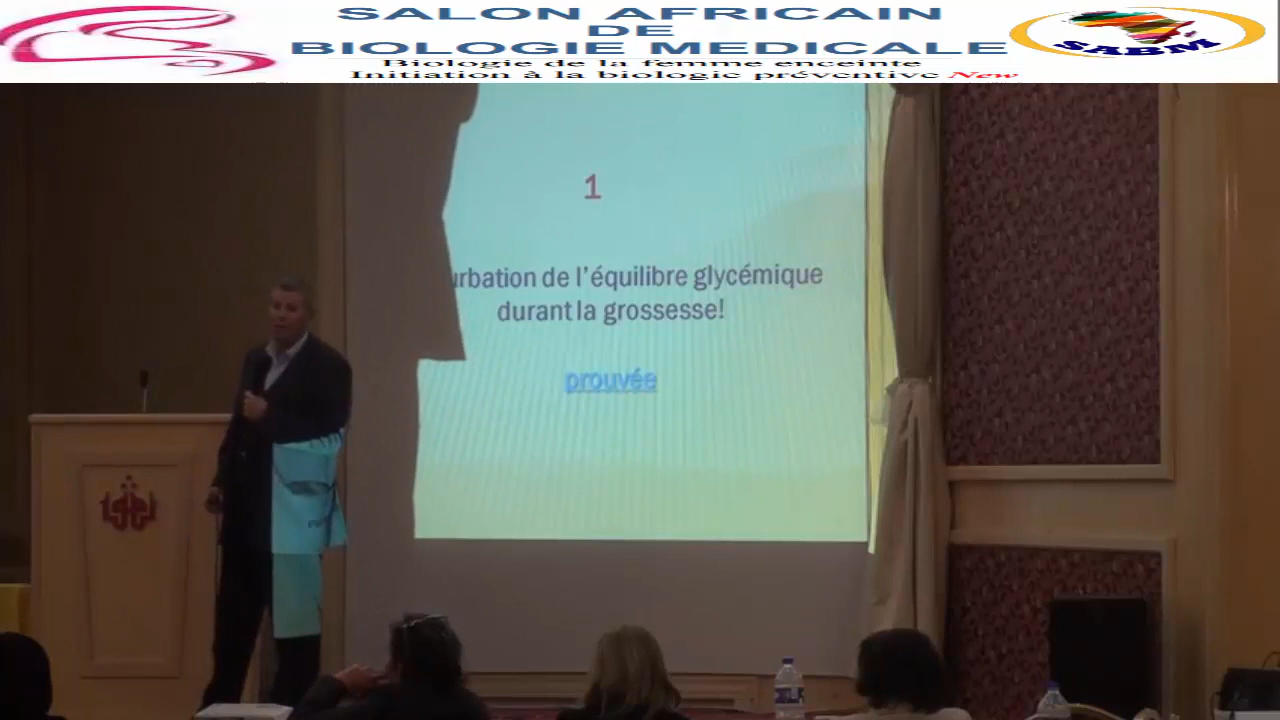 SALON AFRICAIN
DE
BIOLOGIE MEDICALE
Biologie de la femme enceinte
Initiation à la biologie préventive New
SABM
1
urbation de l'équilibre glycémique
durant la grossesse!
prouvée